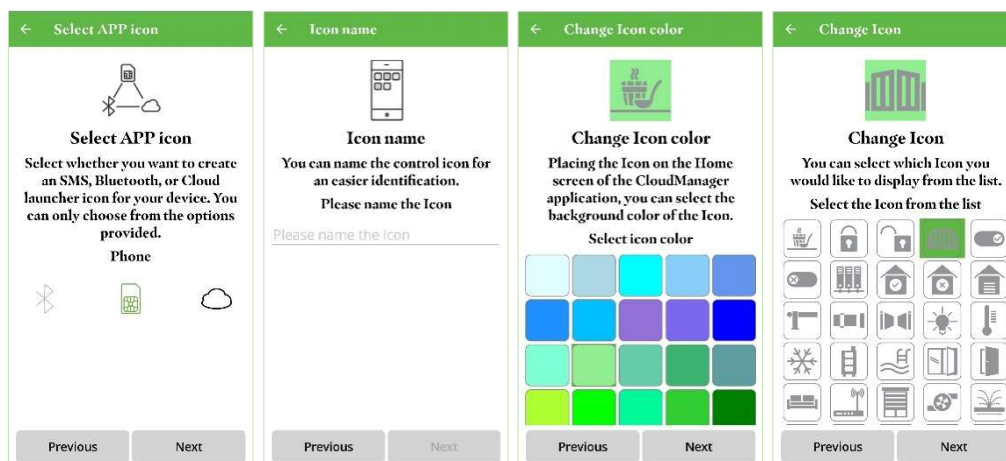 Select APP icon
Select APP icon
Select whether you want to create
an SMS, Bluetooth, or Cloud
launcher icon for your device. You
can only choose from the options
provided.
Phone
Previous
Next
Icon name
Icon name
You can name the control icon for
an easier identification.
Please name the Icon
Please name the icon
Previous
Next
Change Icon color
Change Icon color
Placing the Icon on the Home
screen of the CloudManager
application, you can select the
background color of the Icon.
Select icon color
Previous
Next
Change Icon
Change Icon
You can select which Icon you
would like to display from the list.
Select the Icon from the list
Previous
Next